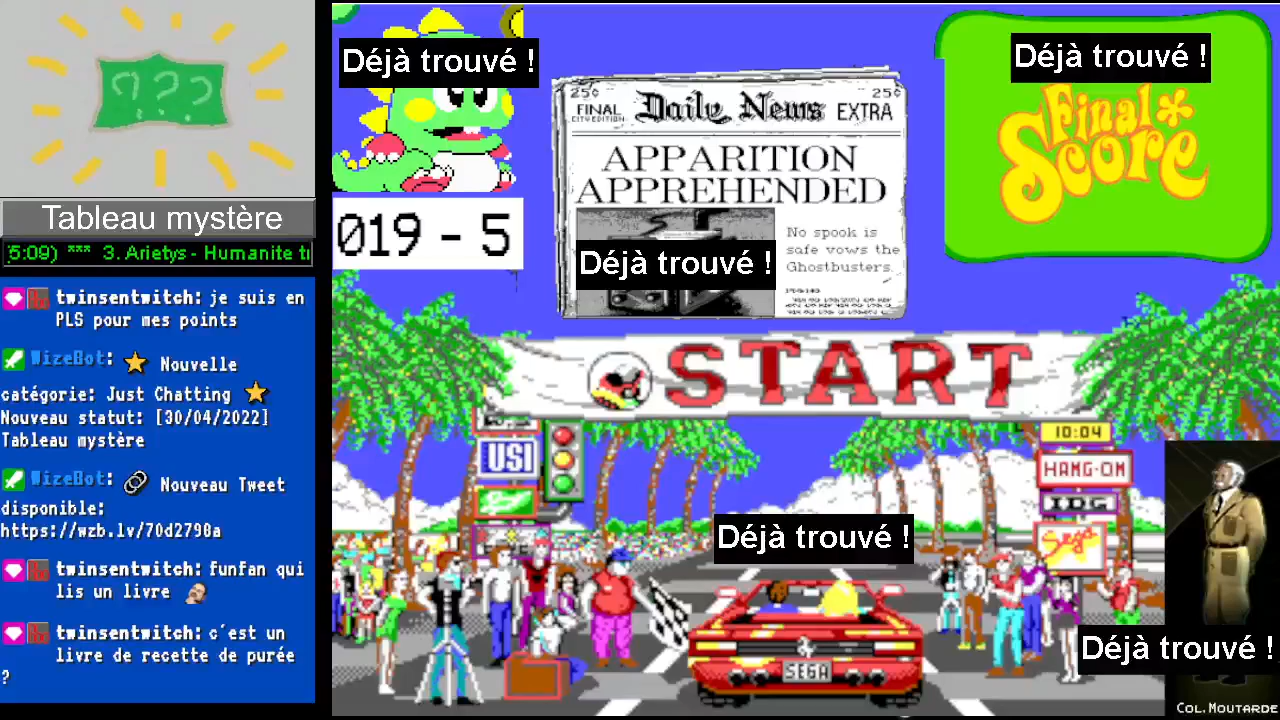 ???
Tableau mystère
5:09) *** 3. Arietys - Humanite t
twinsentwitch: je suis en
PLS pour mes points
WizeBot: Nouvelle
catégorie: Just Chatting
Nouveau statut: [30/04/2022]
Tableau mystère
WizeBot: Nouveau Tweet
disponible:
https://wzb.lv/70d2798a
twinsentwitch: funfan qui
lis un livre
twinsentwitch: c'est un
livre de recette de purée
?
Déjà trouvé !
019 - 5
25¢ 25¢
FINAL Daily News EXTRA
CITY EDITION
APPARITION
APPREHENDED
No spook is
safe vows the
Ghostbusters.
Déjà trouvé !
Déjà trouvé !
Final
Score
START
USI
10:04
HANG-ON
Sega
Déjà trouvé !
SEGA
Déjà trouvé !
COL. MOUTARDE